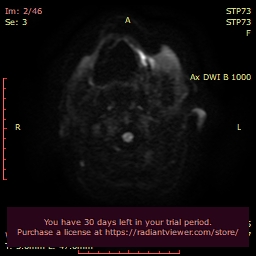 Im: 2/46
Se: 3
STP73
STP73
F
A
Ax DWI B 1000
R
L
You have 30 days left in your trial period.
Purchase a license at https://radiantviewer.com/store/